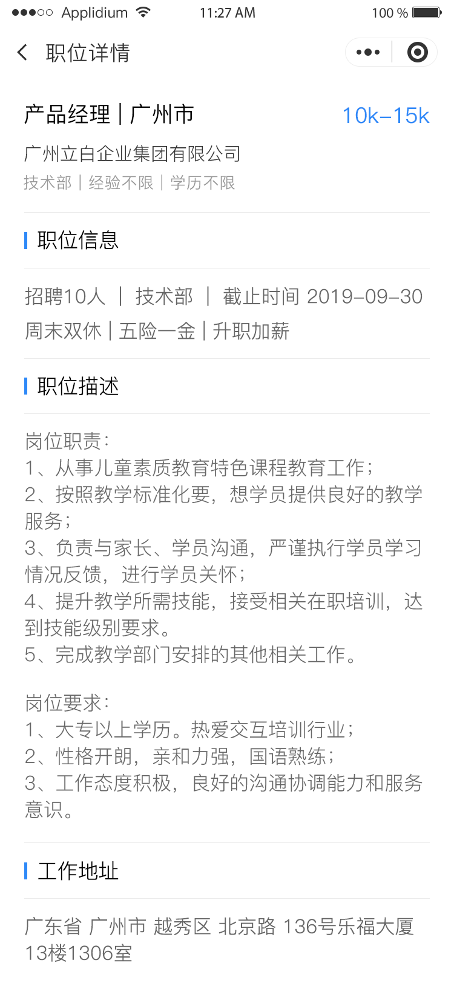 Applidium 11:27 AM 100 %
职位详情
产品经理 | 广州市 10k-15k
广州立白企业集团有限公司
技术部 | 经验不限 | 学历不限
职位信息
招聘10人 | 技术部 | 截止时间 2019-09-30
周末双休 | 五险一金 | 升职加薪
职位描述
岗位职责：
1、从事儿童素质教育特色课程教育工作；
2、按照教学标准化要，想学员提供良好的教学
服务；
3、负责与家长、学员沟通，严谨执行学员学习
情况反馈，进行学员关怀；
4、提升教学所需技能，接受相关在职培训，达
到技能级别要求。
5、完成教学部门安排的其他相关工作。
岗位要求：
1、大专以上学历。热爱交互培训行业；
2、性格开朗，亲和力强，国语熟练；
3、工作态度积极，良好的沟通协调能力和服务
意识。
工作地址
广东省 广州市 越秀区 北京路 136号乐福大厦
13楼1306室